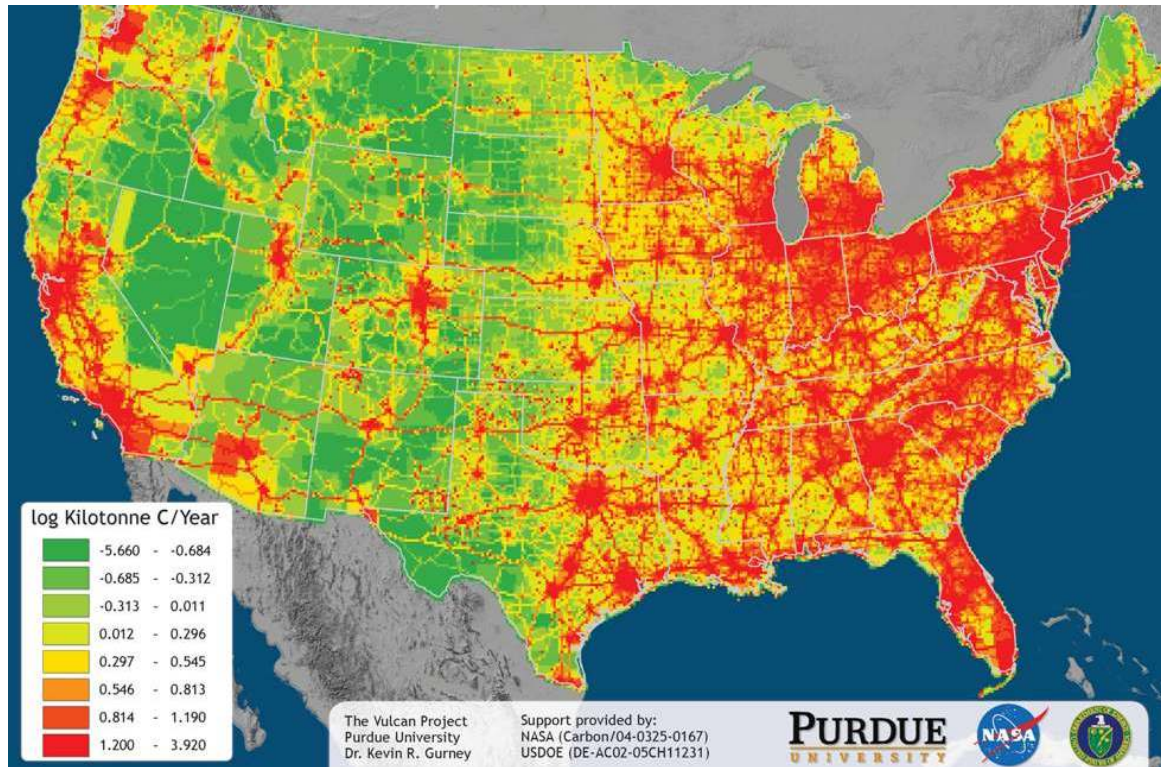 log Kilotonne C/Year
-5.660 - -0.684
-0.685 - -0.312
-0.313 - 0.011
0.012 - 0.296
0.297 - 0.545
0.546 - 0.813
0.814 - 1.190
1.200 - 3.920
The Vulcan Project
Purdue University
Dr. Kevin R. Gurney
Support provided by:
NASA (Carbon/04-0325-0167)
USDOE (DE-AC02-05CH11231)
PURDUE
UNIVERSITY
NASA